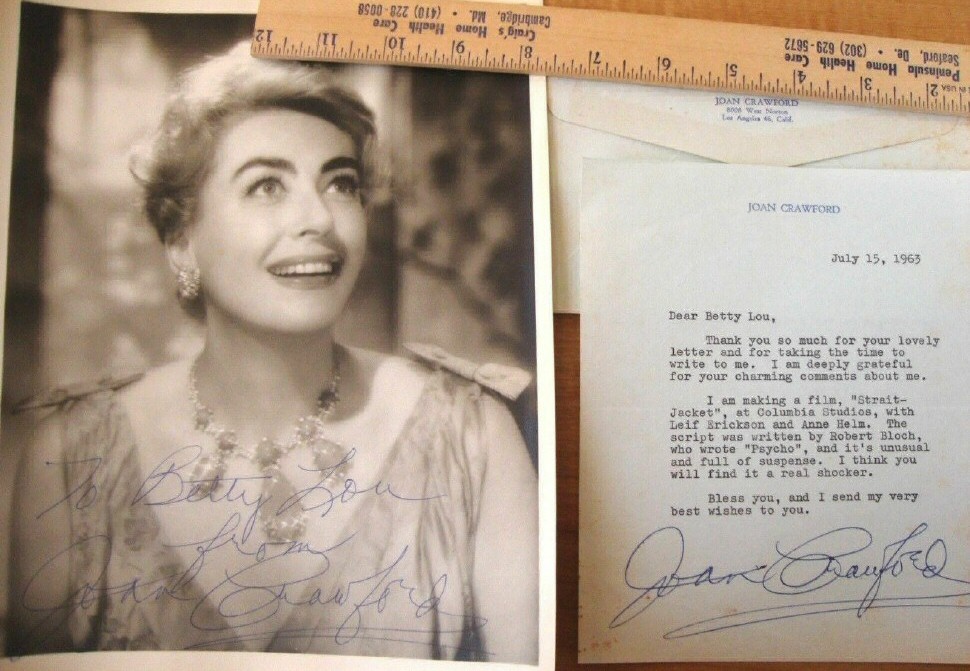 12 11 10 9 8 7 6 5 4 3 2
Craig's Home Health Care
Cambridge, Md. • (410) 228-0058
Peninsula Home Health Care
Seaford, De. • (302) 629-5672
JOAN CRAWFORD
8008 West Norton
Los Angeles 46, Calif.
JOAN CRAWFORD
July 15, 1963
Dear Betty Lou,
Thank you so much for your lovely
letter and for taking the time to
write to me. I am deeply grateful
for your charming comments about me.
I am making a film, "Strait-
Jacket", at Columbia Studios, with
Leif Erickson and Anne Helm. The
script was written by Robert Bloch,
who wrote "Psycho", and it's unusual
and full of suspense. I think you
will find it a real shocker.
Bless you, and I send my very
best wishes to you.
Joan Crawford
To Betty Lou
from
Joan Crawford